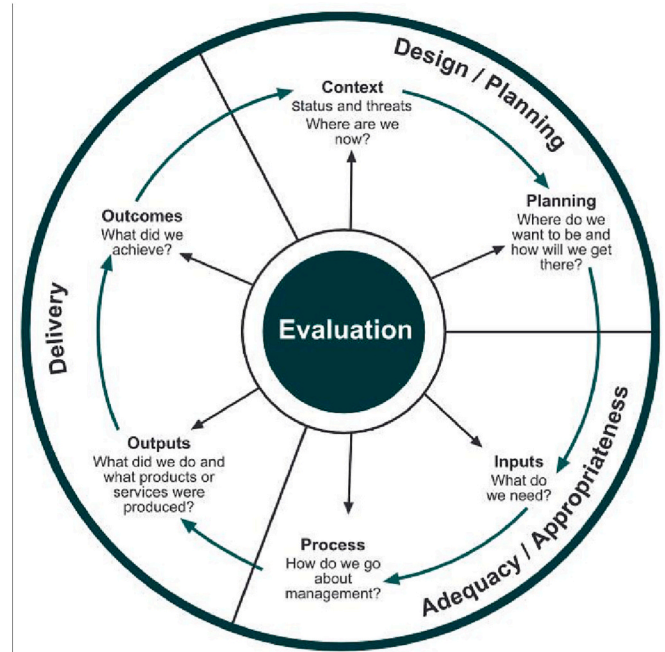 Design / Planning
Context
Status and threats
Where are we
now?
Planning
Where do we
want to be and
how will we get
there?
Adequacy / Appropriateness
Inputs
What do
we need?
Process
How do we go
about
management?
Delivery
Outputs
What did we do and
what products or
services were
produced?
Outcomes
What did we
achieve?
Evaluation